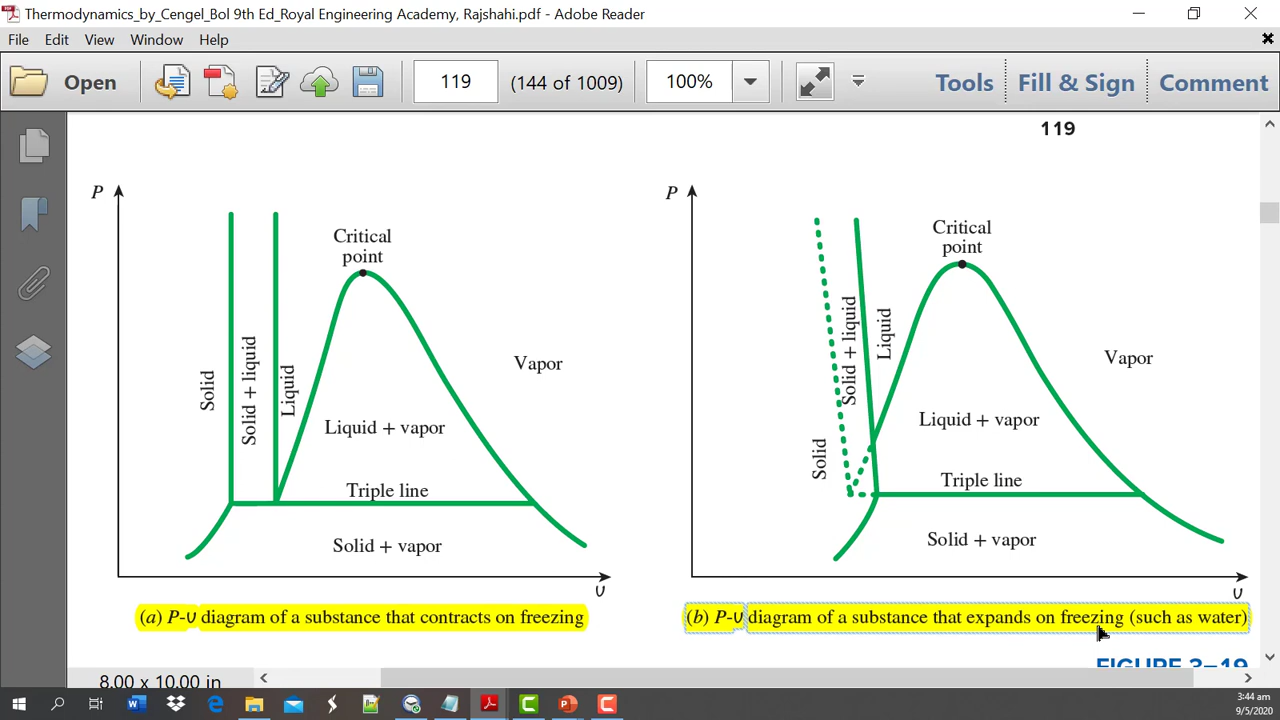 Thermodynamics_by_Cengel_Bol 9th Ed_Royal Engineering Academy, Rajshahi.pdf - Adobe Reader
File Edit View Window Help
Open
119
(144 of 1009)
100%
Tools
Fill & Sign
Comment
119
P
Critical
point
Solid
Solid + liquid
Liquid
Vapor
Liquid + vapor
Triple line
Solid + vapor
υ
(a) P-υ diagram of a substance that contracts on freezing
P
Critical
point
Solid
Solid + liquid
Liquid
Vapor
Liquid + vapor
Triple line
Solid + vapor
υ
(b) P-υ diagram of a substance that expands on freezing (such as water)
FIGURE 3–19
8.00 x 10.00 in
3:44 am
9/5/2020